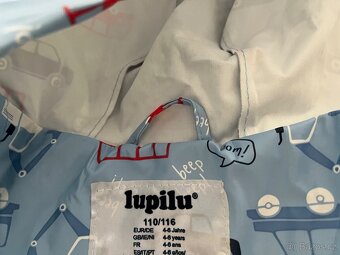 beep
lupilu®
110/116
EUR/DE 4-6 Jahre
GB/IE/NI 4-6 years
FR 4-6 ans